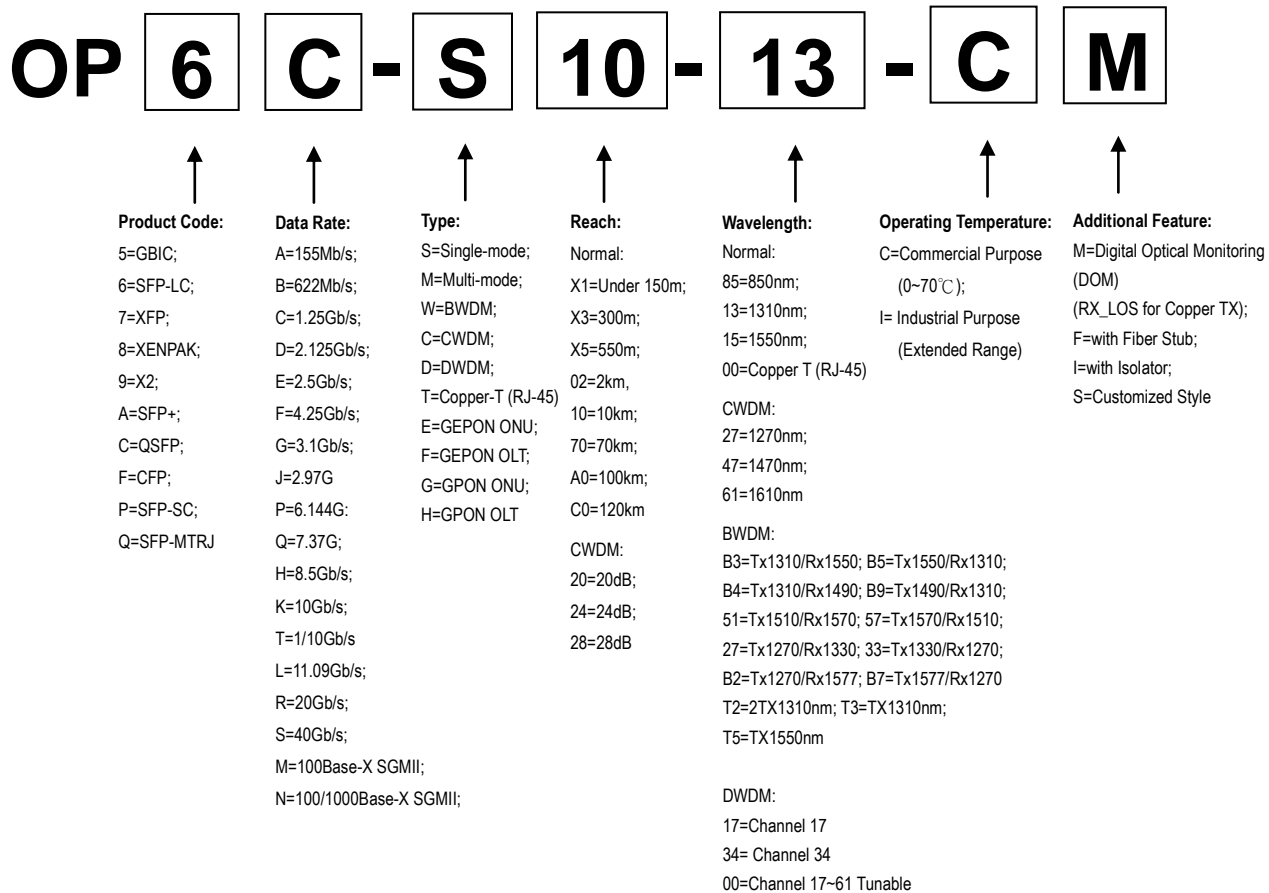 OP 6 C - S 10 - 13 - C M
Product Code:
5=GBIC;
6=SFP-LC;
7=XFP;
8=XENPAK;
9=X2;
A=SFP+;
C=QSFP;
F=CFP;
P=SFP-SC;
Q=SFP-MTRJ
Data Rate:
A=155Mb/s;
B=622Mb/s;
C=1.25Gb/s;
D=2.125Gb/s;
E=2.5Gb/s;
F=4.25Gb/s;
G=3.1Gb/s;
J=2.97G
P=6.144G:
Q=7.37G;
H=8.5Gb/s;
K=10Gb/s;
T=1/10Gb/s
L=11.09Gb/s;
R=20Gb/s;
S=40Gb/s;
M=100Base-X SGMII;
N=100/1000Base-X SGMII;
Type:
S=Single-mode;
M=Multi-mode;
W=BWDM;
C=CWDM;
D=DWDM;
T=Copper-T (RJ-45)
E=GEPON ONU;
F=GEPON OLT;
G=GPON ONU;
H=GPON OLT
Reach:
Normal:
X1=Under 150m;
X3=300m;
X5=550m;
02=2km,
10=10km;
70=70km;
A0=100km;
C0=120km
CWDM:
20=20dB;
24=24dB;
28=28dB
Wavelength:
Normal:
85=850nm;
13=1310nm;
15=1550nm;
00=Copper T (RJ-45)
CWDM:
27=1270nm;
47=1470nm;
61=1610nm
BWDM:
B3=Tx1310/Rx1550; B5=Tx1550/Rx1310;
B4=Tx1310/Rx1490; B9=Tx1490/Rx1310;
51=Tx1510/Rx1570; 57=Tx1570/Rx1510;
27=Tx1270/Rx1330; 33=Tx1330/Rx1270;
B2=Tx1270/Rx1577; B7=Tx1577/Rx1270
T2=2TX1310nm; T3=TX1310nm;
T5=TX1550nm
DWDM:
17=Channel 17
34= Channel 34
00=Channel 17~61 Tunable
Operating Temperature:
C=Commercial Purpose
(0~70℃);
I= Industrial Purpose
(Extended Range)
Additional Feature:
M=Digital Optical Monitoring
(DOM)
(RX_LOS for Copper TX);
F=with Fiber Stub;
I=with Isolator;
S=Customized Style